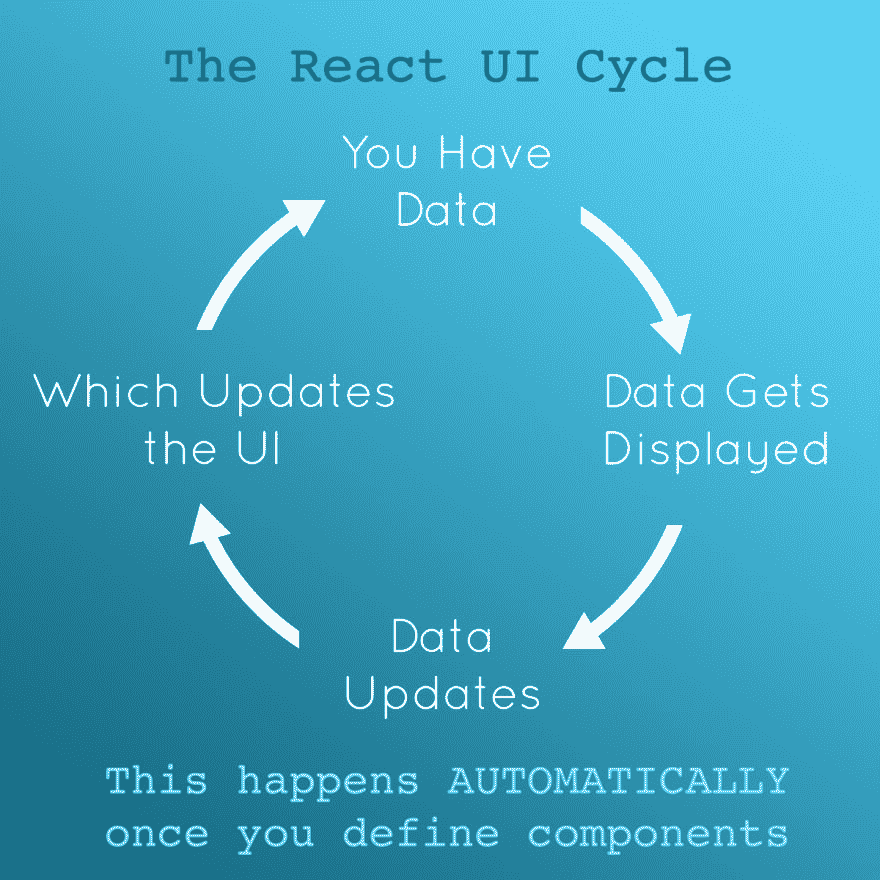 The React UI Cycle
You Have
Data
Data Gets
Displayed
Data
Updates
Which Updates
the UI
This happens AUTOMATICALLY
once you define components